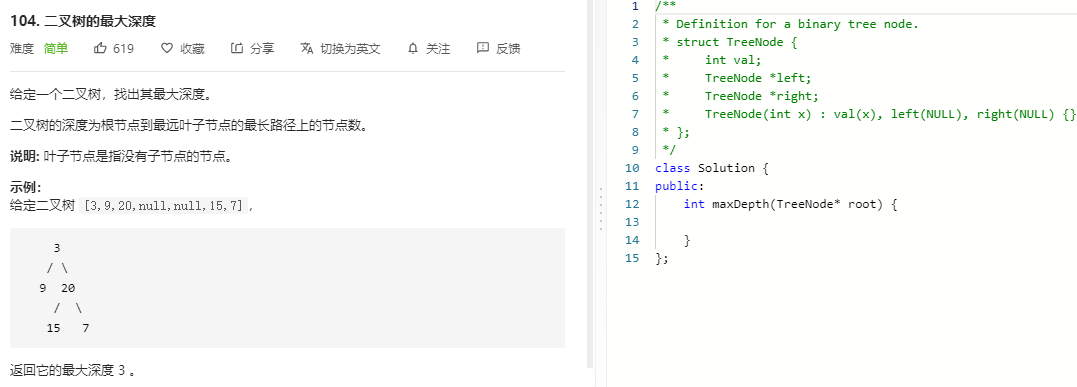 104. 二叉树的最大深度
难度 简单 619 收藏 分享 切换为英文 关注 反馈
给定一个二叉树，找出其最大深度。
二叉树的深度为根节点到最远叶子节点的最长路径上的节点数。
说明: 叶子节点是指没有子节点的节点。
示例：
给定二叉树 [3,9,20,null,null,15,7]，
3
/ \
9 20
/ \
15 7
返回它的最大深度 3 。
1 /**
2 * Definition for a binary tree node.
3 * struct TreeNode {
4 *     int val;
5 *     TreeNode *left;
6 *     TreeNode *right;
7 *     TreeNode(int x) : val(x), left(NULL), right(NULL) {}
8 * };
9 */
10 class Solution {
11 public:
12     int maxDepth(TreeNode* root) {
13
14     }
15 };